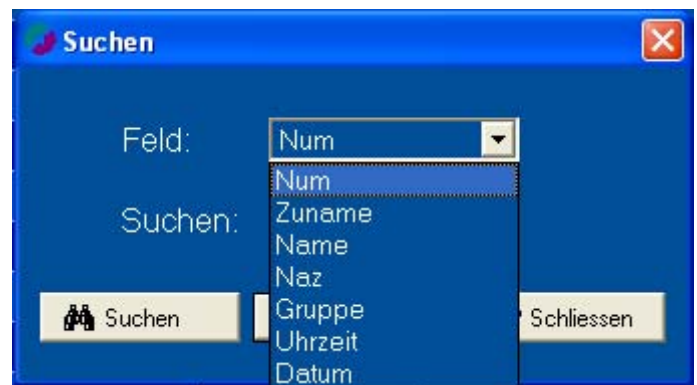 Suchen
Feld: Num
Num
Zuname
Suchen:
Name
Naz
Gruppe
Suchen
Schliessen
Uhrzeit
Datum